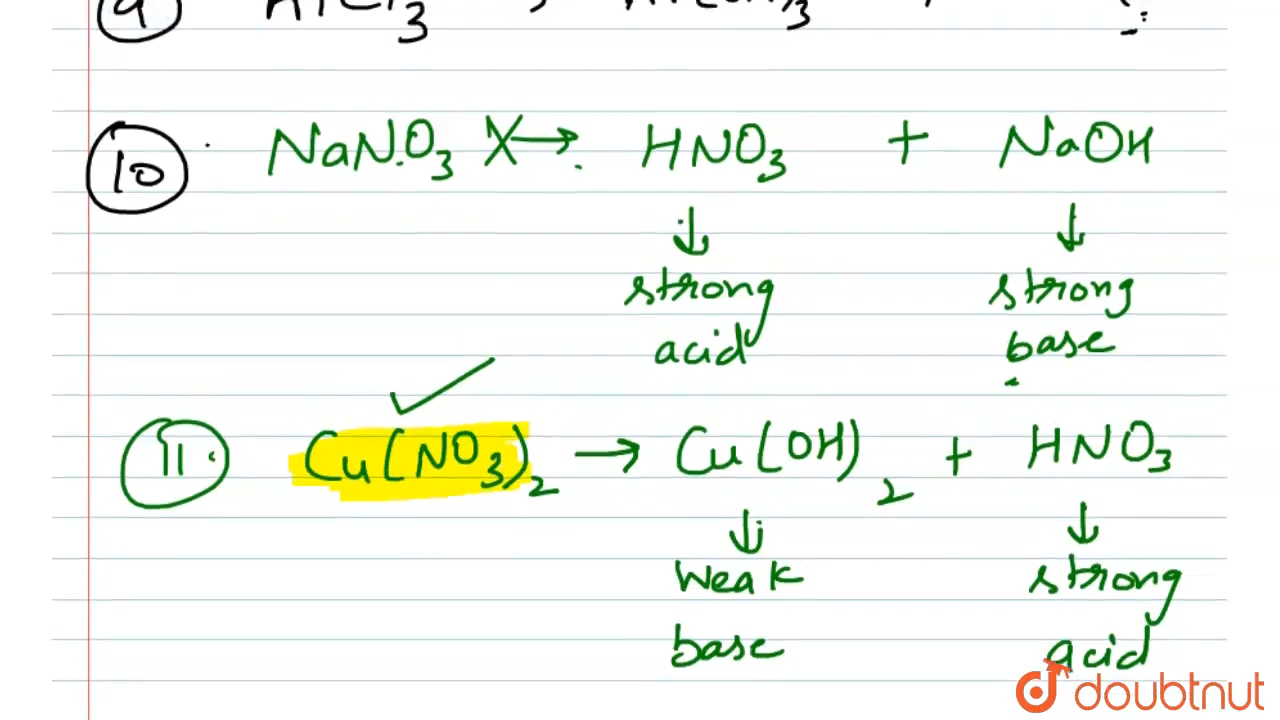 9
10 NaNO3 X→ HNO3 + NaOH
↓ ↓
strong strong
acid base
✓
11 Cu(NO3)2 → Cu(OH)2 + HNO3
↓ ↓
Weak strong
base acid
doubtnut